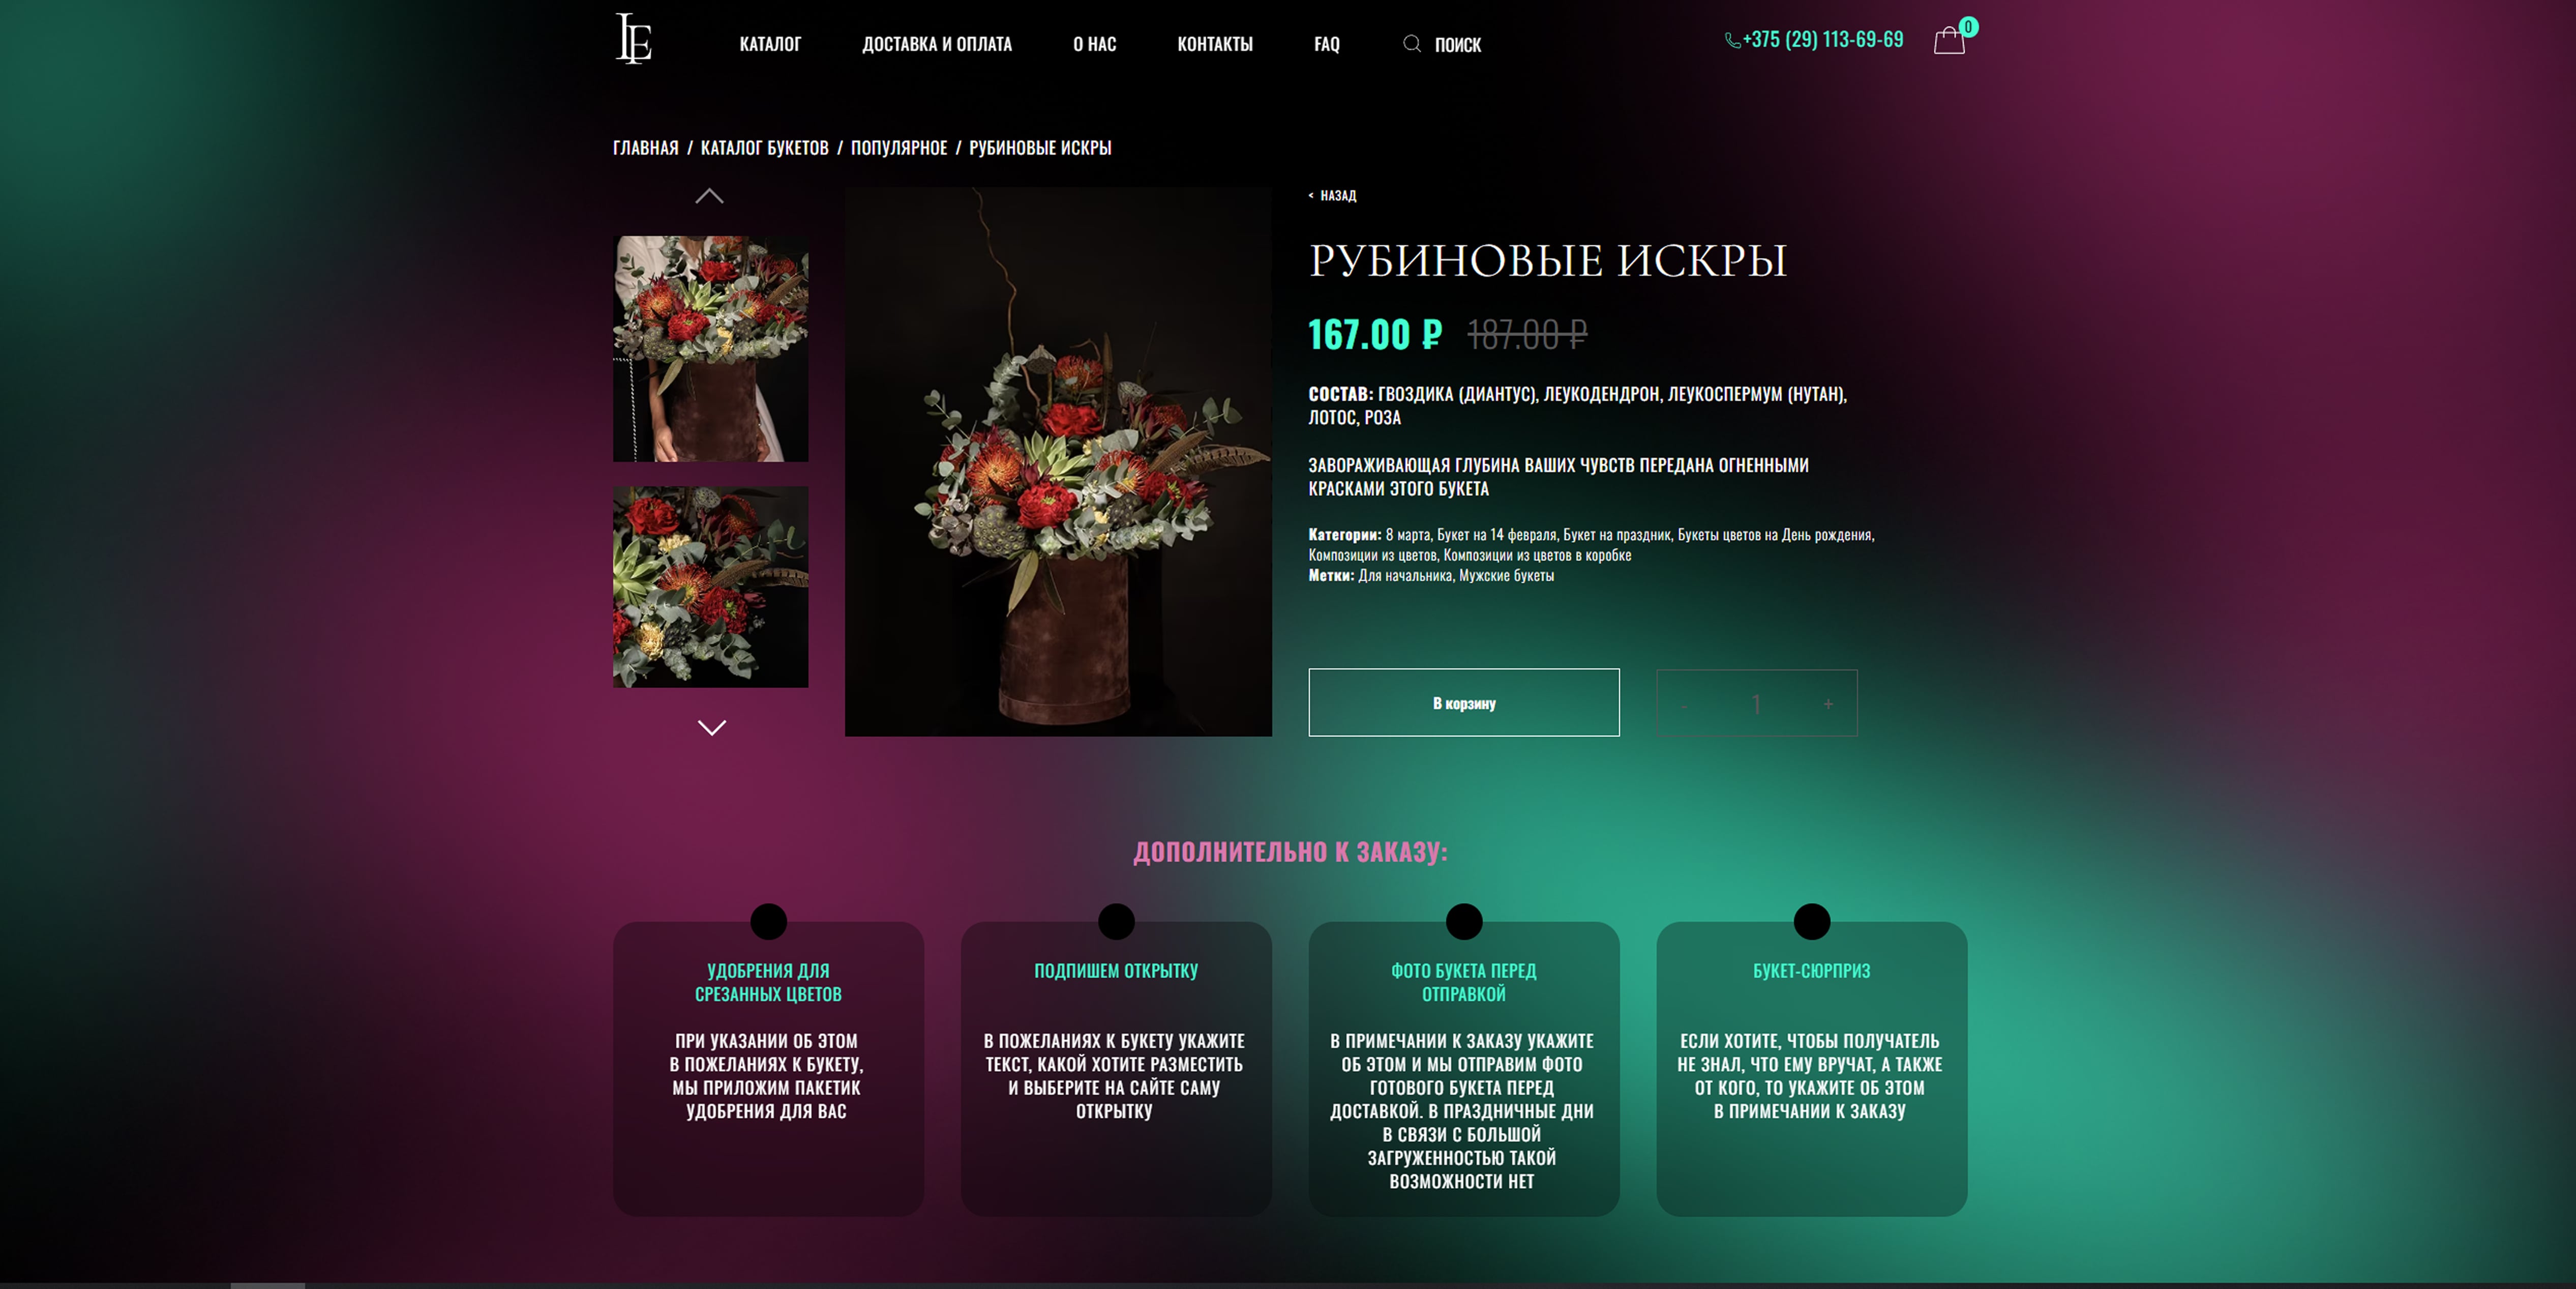 LE
КАТАЛОГ
ДОСТАВКА И ОПЛАТА
О НАС
КОНТАКТЫ
FAQ
ПОИСК
+375 (29) 113-69-69
0
ГЛАВНАЯ / КАТАЛОГ БУКЕТОВ / ПОПУЛЯРНОЕ / РУБИНОВЫЕ ИСКРЫ
< НАЗАД
РУБИНОВЫЕ ИСКРЫ
167.00 ₽ 187.00 ₽
СОСТАВ: ГВОЗДИКА (ДИАНТУС), ЛЕУКОДЕНДРОН, ЛЕУКОСПЕРМУМ (НУТАН),
ЛОТОС, РОЗА
ЗАВОРАЖИВАЮЩАЯ ГЛУБИНА ВАШИХ ЧУВСТВ ПЕРЕДАНА ОГНЕННЫМИ
КРАСКАМИ ЭТОГО БУКЕТА
Категории: 8 марта, Букет на 14 февраля, Букет на праздник, Букеты цветов на День рождения,
Композиции из цветов, Композиции из цветов в коробке
Метки: Для начальника, Мужские букеты
В корзину
- 1 +
ДОПОЛНИТЕЛЬНО К ЗАКАЗУ:
УДОБРЕНИЯ ДЛЯ
СРЕЗАННЫХ ЦВЕТОВ
ПРИ УКАЗАНИИ ОБ ЭТОМ
В ПОЖЕЛАНИЯХ К БУКЕТУ,
МЫ ПРИЛОЖИМ ПАКЕТИК
УДОБРЕНИЯ ДЛЯ ВАС
ПОДПИШЕМ ОТКРЫТКУ
В ПОЖЕЛАНИЯХ К БУКЕТУ УКАЖИТЕ
ТЕКСТ, КАКОЙ ХОТИТЕ РАЗМЕСТИТЬ
И ВЫБЕРИТЕ НА САЙТЕ САМУ
ОТКРЫТКУ
ФОТО БУКЕТА ПЕРЕД
ОТПРАВКОЙ
В ПРИМЕЧАНИИ К ЗАКАЗУ УКАЖИТЕ
ОБ ЭТОМ И МЫ ОТПРАВИМ ФОТО
ГОТОВОГО БУКЕТА ПЕРЕД
ДОСТАВКОЙ. В ПРАЗДНИЧНЫЕ ДНИ
В СВЯЗИ С БОЛЬШОЙ
ЗАГРУЖЕННОСТЬЮ ТАКОЙ
ВОЗМОЖНОСТИ НЕТ
БУКЕТ-СЮРПРИЗ
ЕСЛИ ХОТИТЕ, ЧТОБЫ ПОЛУЧАТЕЛЬ
НЕ ЗНАЛ, ЧТО ЕМУ ВРУЧАТ, А ТАКЖЕ
ОТ КОГО, ТО УКАЖИТЕ ОБ ЭТОМ
В ПРИМЕЧАНИИ К ЗАКАЗУ